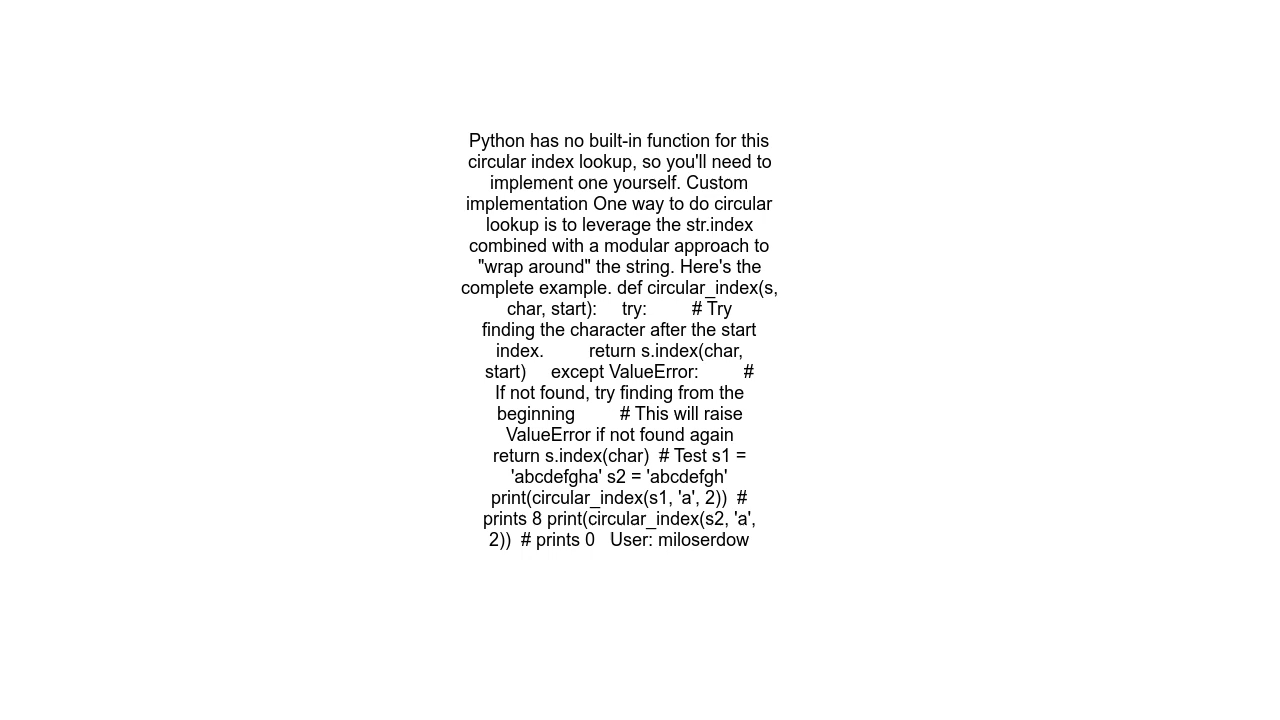 Python has no built-in function for this
circular index lookup, so you'll need to
implement one yourself. Custom
implementation One way to do circular
lookup is to leverage the str.index
combined with a modular approach to
"wrap around" the string. Here's the
complete example. def circular_index(s,
char, start):     try:         # Try
finding the character after the start
index.         return s.index(char,
start)     except ValueError:         #
If not found, try finding from the
beginning         # This will raise
ValueError if not found again
return s.index(char)  # Test s1 =
'abcdefgha' s2 = 'abcdefgh'
print(circular_index(s1, 'a', 2))  #
prints 8 print(circular_index(s2, 'a',
2))  # prints 0   User: miloserdow